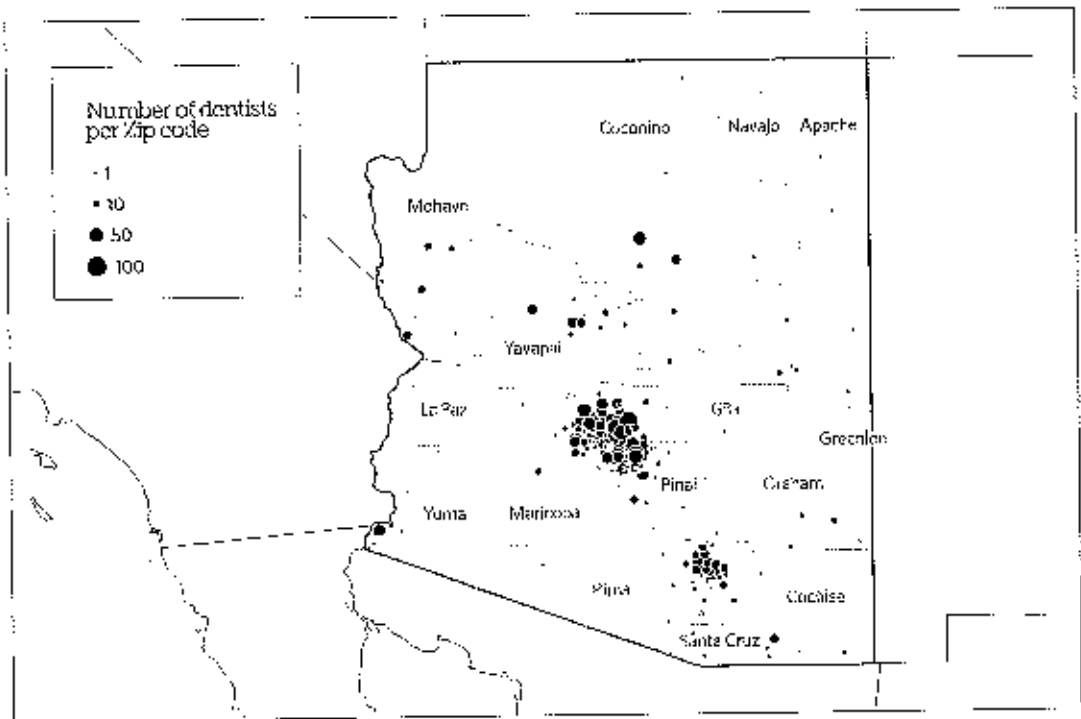 Number of dentists
per Zip code
1
10
50
100
Coconino
Navajo
Apache
Mohave
Yavapai
La Paz
Gila
Greenlee
Pinal
Graham
Yuma
Maricopa
Pima
Cochise
Santa Cruz